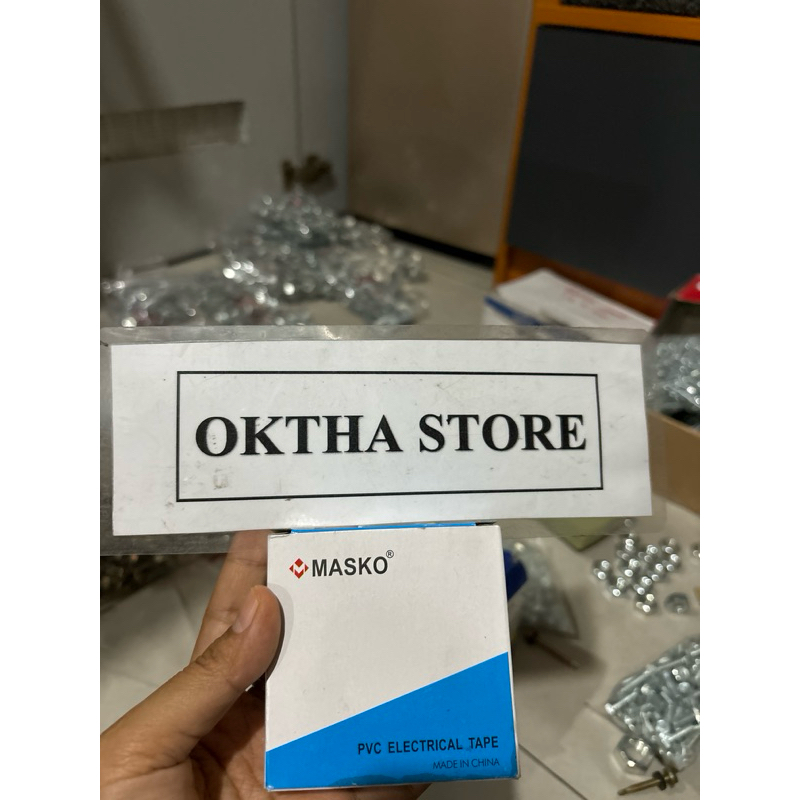 OKTHA STORE
MASKO®
PVC ELECTRICAL TAPE
MADE IN CHINA